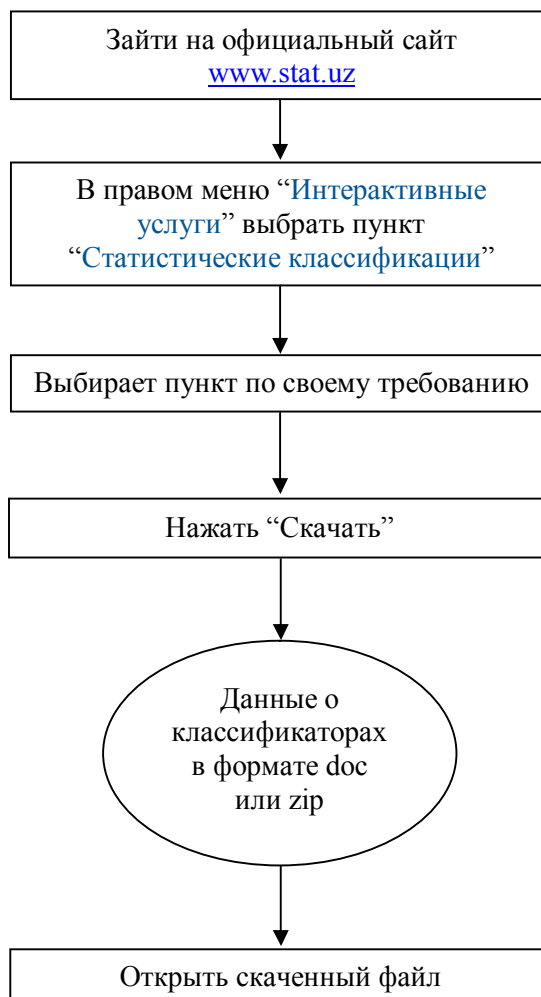 Зайти на официальный сайт
www.stat.uz
В правом меню “Интерактивные
услуги” выбрать пункт
“Статистические классификации”
Выбирает пункт по своему требованию
Нажать “Скачать”
Данные о
классификаторах
в формате doc
или zip
Открыть скаченный файл